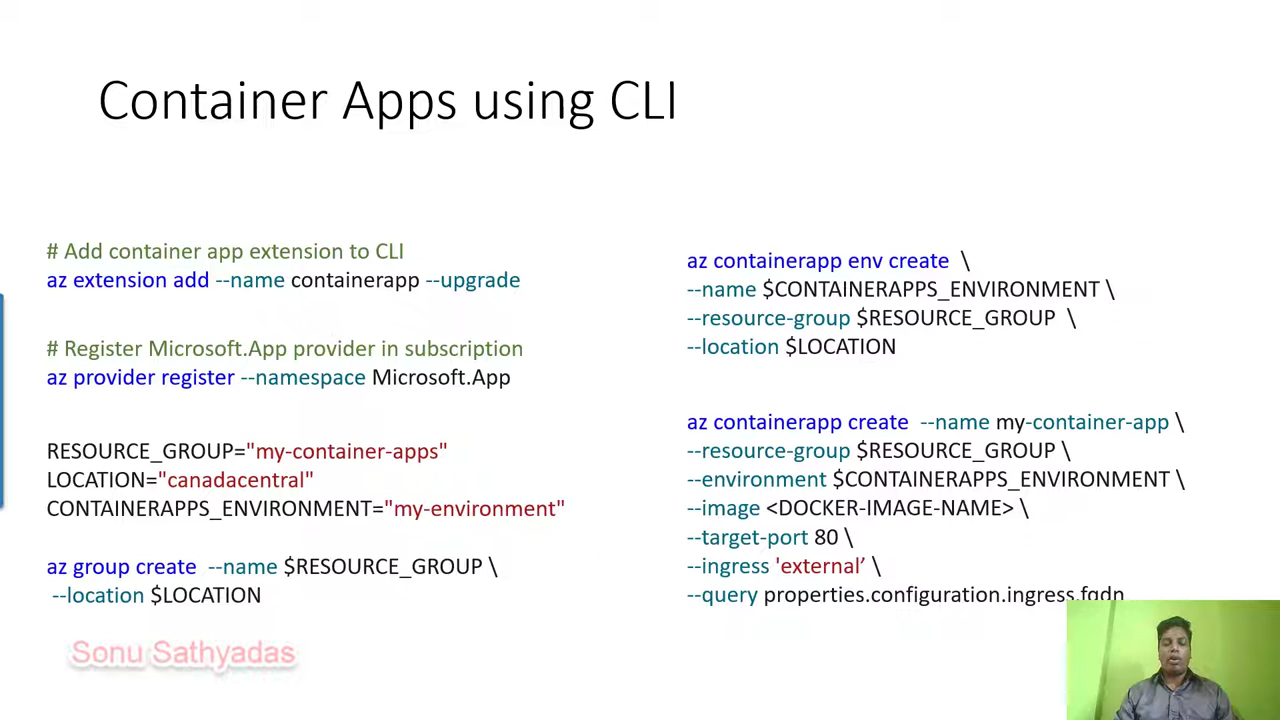 Container Apps using CLI
# Add container app extension to CLI
az extension add --name containerapp --upgrade
# Register Microsoft.App provider in subscription
az provider register --namespace Microsoft.App
RESOURCE_GROUP="my-container-apps"
LOCATION="canadacentral"
CONTAINERAPPS_ENVIRONMENT="my-environment"
az group create --name $RESOURCE_GROUP \
--location $LOCATION
az containerapp env create \
--name $CONTAINERAPPS_ENVIRONMENT \
--resource-group $RESOURCE_GROUP \
--location $LOCATION
az containerapp create --name my-container-app \
--resource-group $RESOURCE_GROUP \
--environment $CONTAINERAPPS_ENVIRONMENT \
--image <DOCKER-IMAGE-NAME> \
--target-port 80 \
--ingress 'external’ \
--query properties.configuration.ingress.fqdn
Sonu Sathyadas